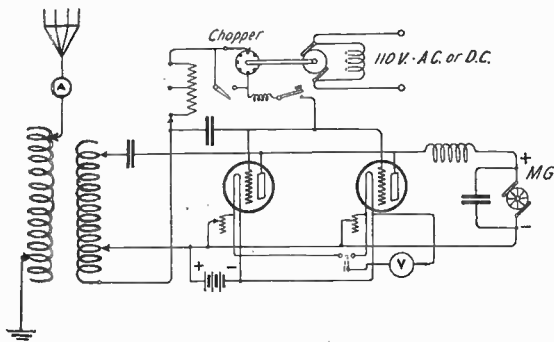 Chopper
110 V.- A.C. or D.C.
A
+
MG
-
+ -
V